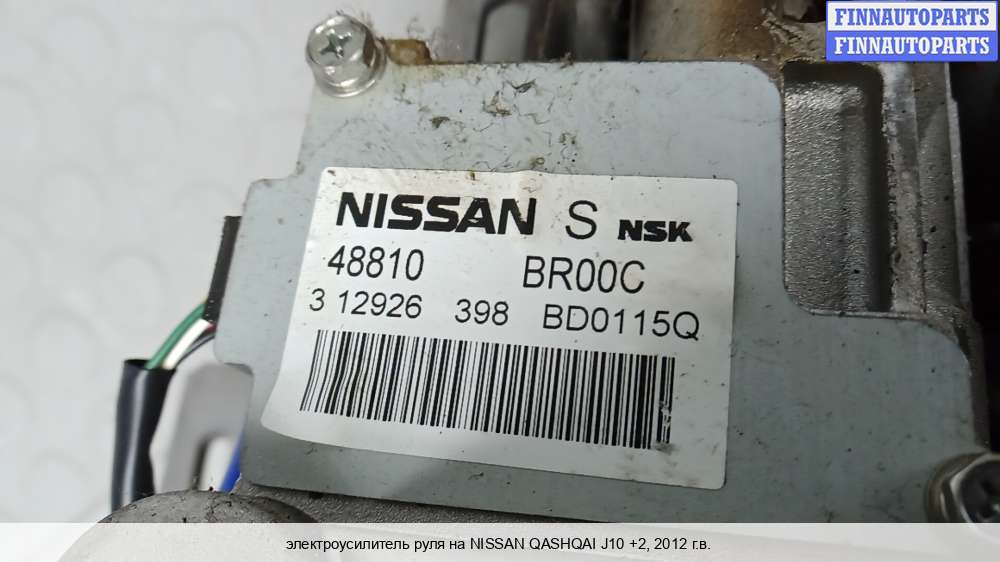 FINNAUTOPARTS
FINNAUTOPARTS
NISSAN S NSK
48810 BR00C
3 12926 398 BD0115Q
электроусилитель руля на NISSAN QASHQAI J10 +2, 2012 г.в.